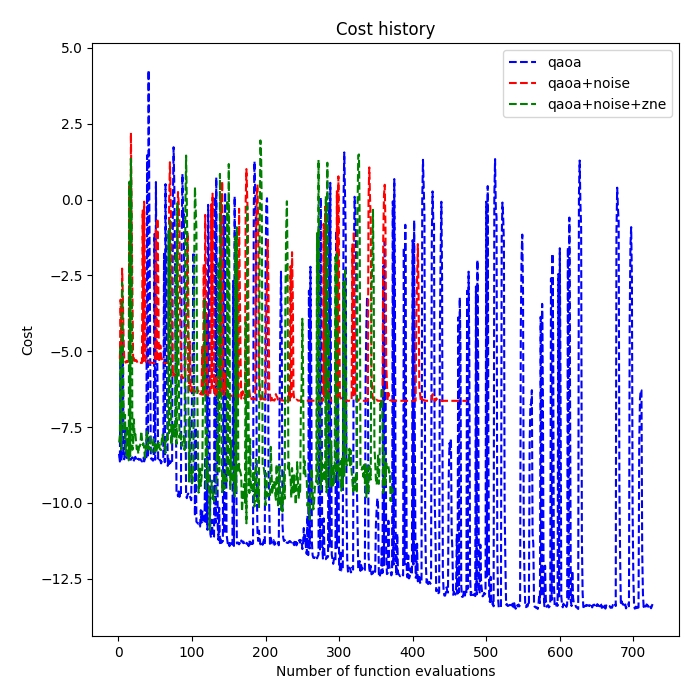 Cost history
5.0
2.5
0.0
−2.5
−5.0
−7.5
−10.0
−12.5
Cost
qaoa
qaoa+noise
qaoa+noise+zne
0 100 200 300 400 500 600 700
Number of function evaluations